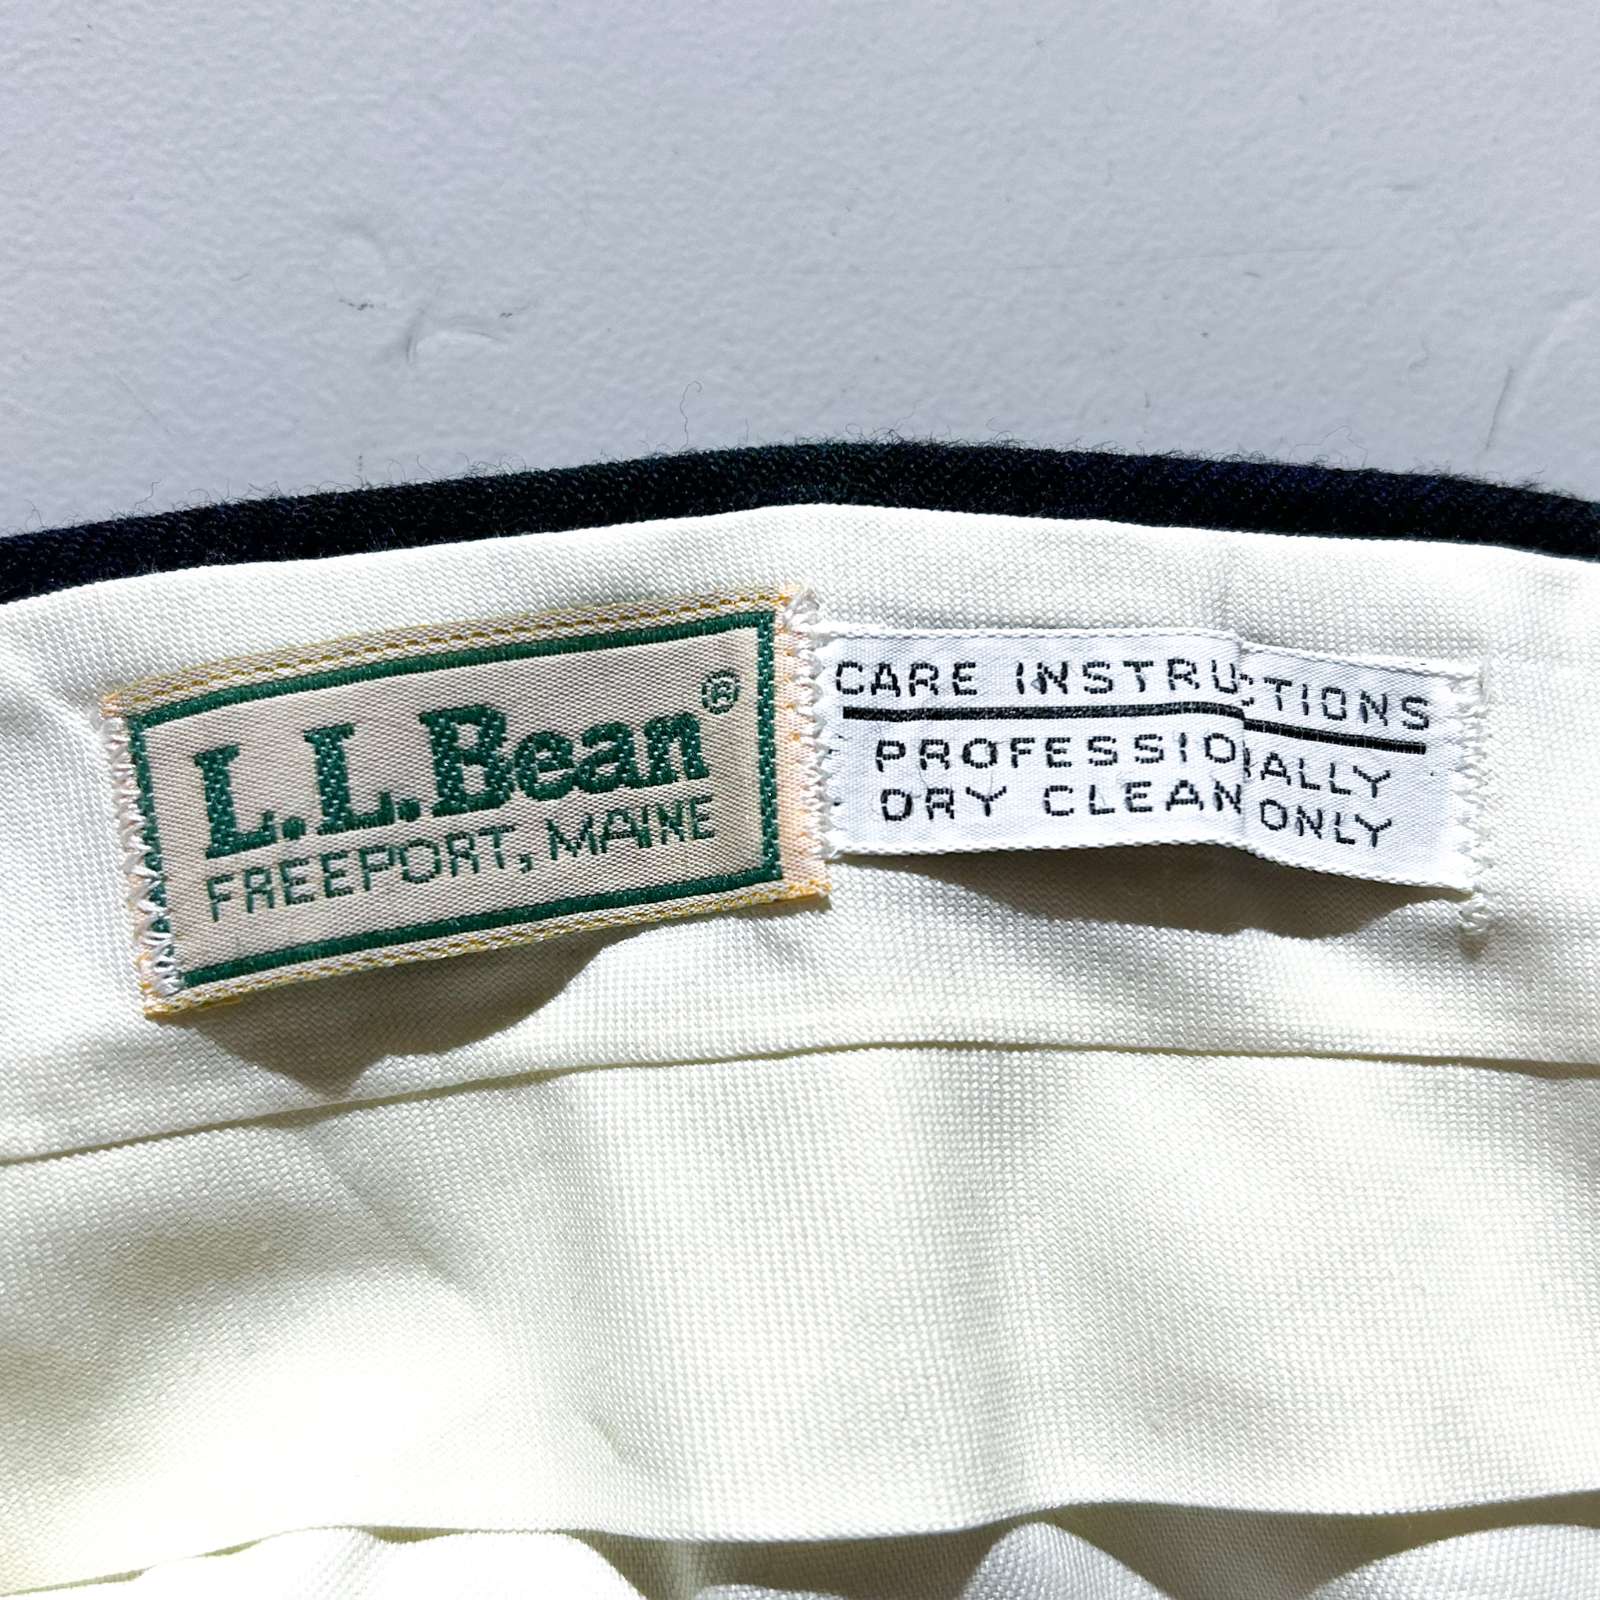 L.L.Bean®
FREEPORT, MAINE
CARE INSTRUCTIONS
PROFESSIONALLY
DRY CLEAN ONLY